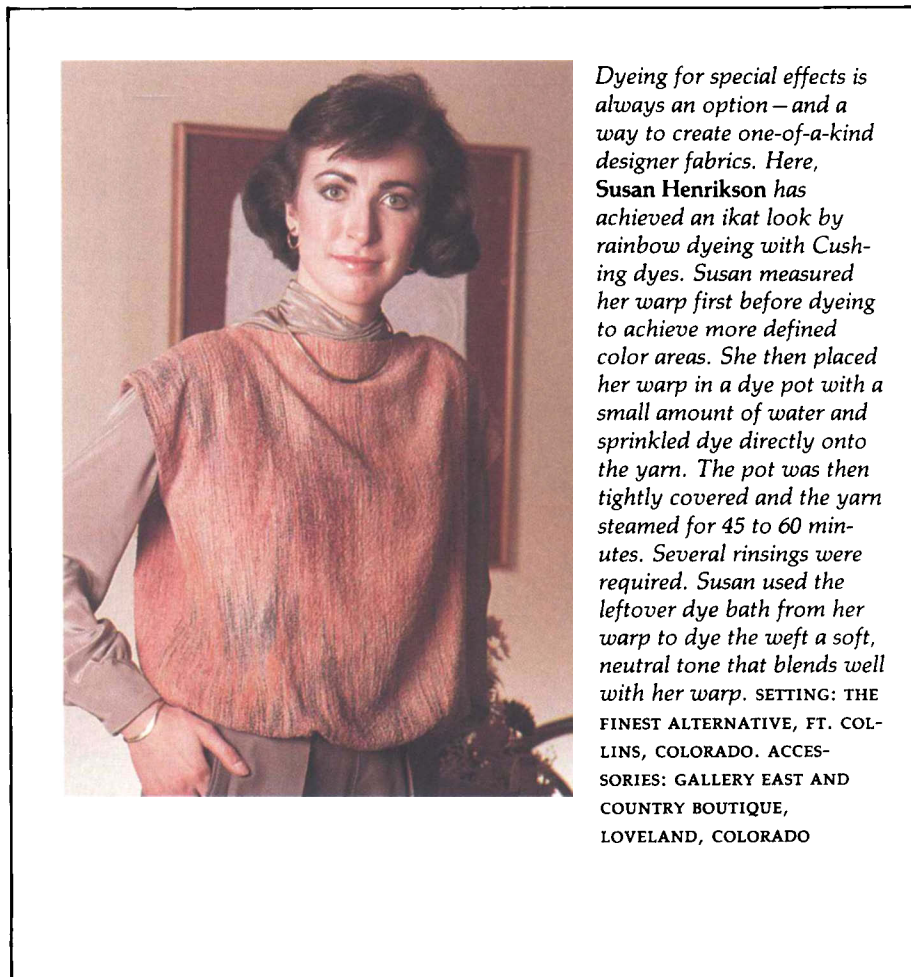 Dyeing for special effects is
always an option—and a
way to create one-of-a-kind
designer fabrics. Here,
Susan Henrikson has
achieved an ikat look by
rainbow dyeing with Cush-
ing dyes. Susan measured
her warp first before dyeing
to achieve more defined
color areas. She then placed
her warp in a dye pot with a
small amount of water and
sprinkled dye directly onto
the yarn. The pot was then
tightly covered and the yarn
steamed for 45 to 60 min-
utes. Several rinsings were
required. Susan used the
leftover dye bath from her
warp to dye the weft a soft,
neutral tone that blends well
with her warp. SETTING: THE
FINEST ALTERNATIVE, FT. COL-
LINS, COLORADO. ACCES-
SORIES: GALLERY EAST AND
COUNTRY BOUTIQUE,
LOVELAND, COLORADO